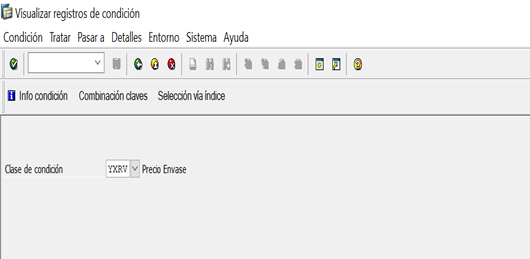 Visualizar registros de condición
Condición Tratar Pasar a Detalles Entorno Sistema Ayuda
Info condición Combinación claves Selección vía índice
Clase de condición YXRV Precio Envase